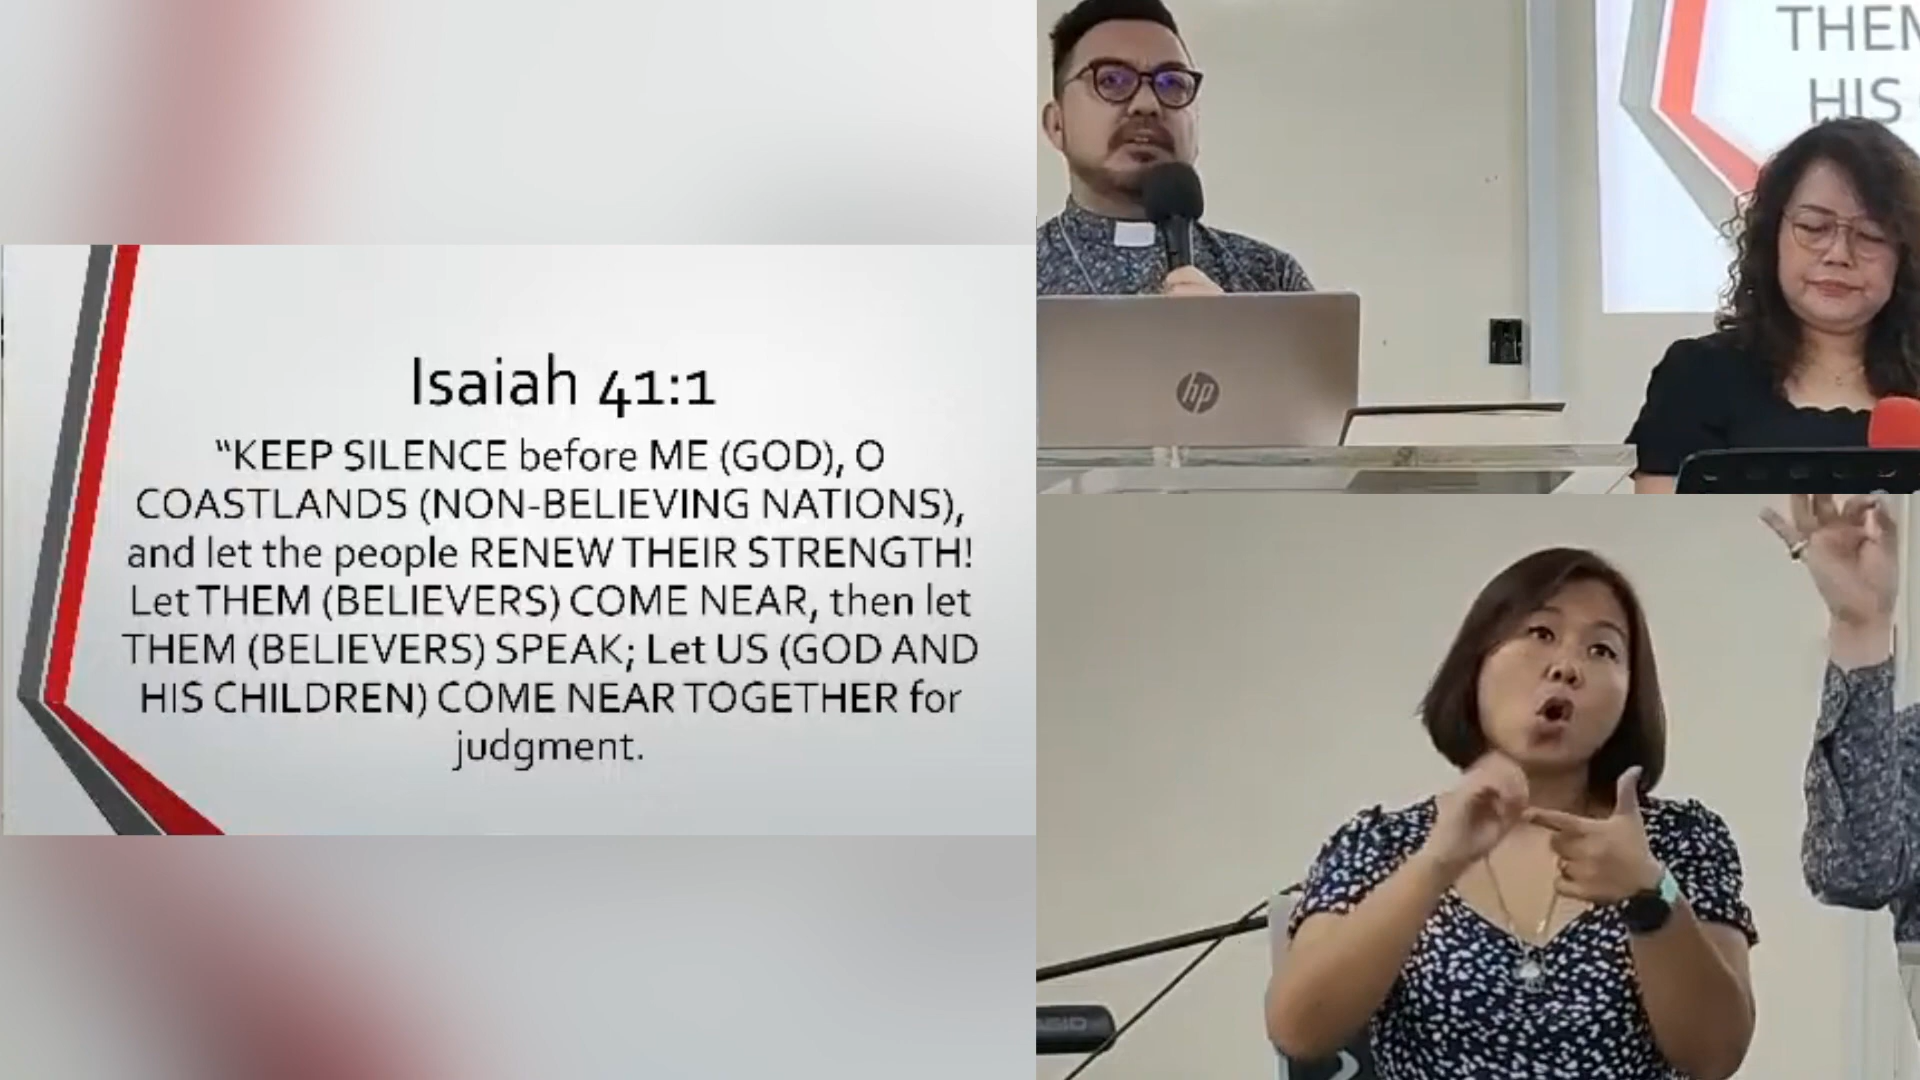 Isaiah 41:1
“KEEP SILENCE before ME (GOD), O
COASTLANDS (NON-BELIEVING NATIONS),
and let the people RENEW THEIR STRENGTH!
Let THEM (BELIEVERS) COME NEAR, then let
THEM (BELIEVERS) SPEAK; Let US (GOD AND
HIS CHILDREN) COME NEAR TOGETHER for
judgment.
THEM
HIS
hp